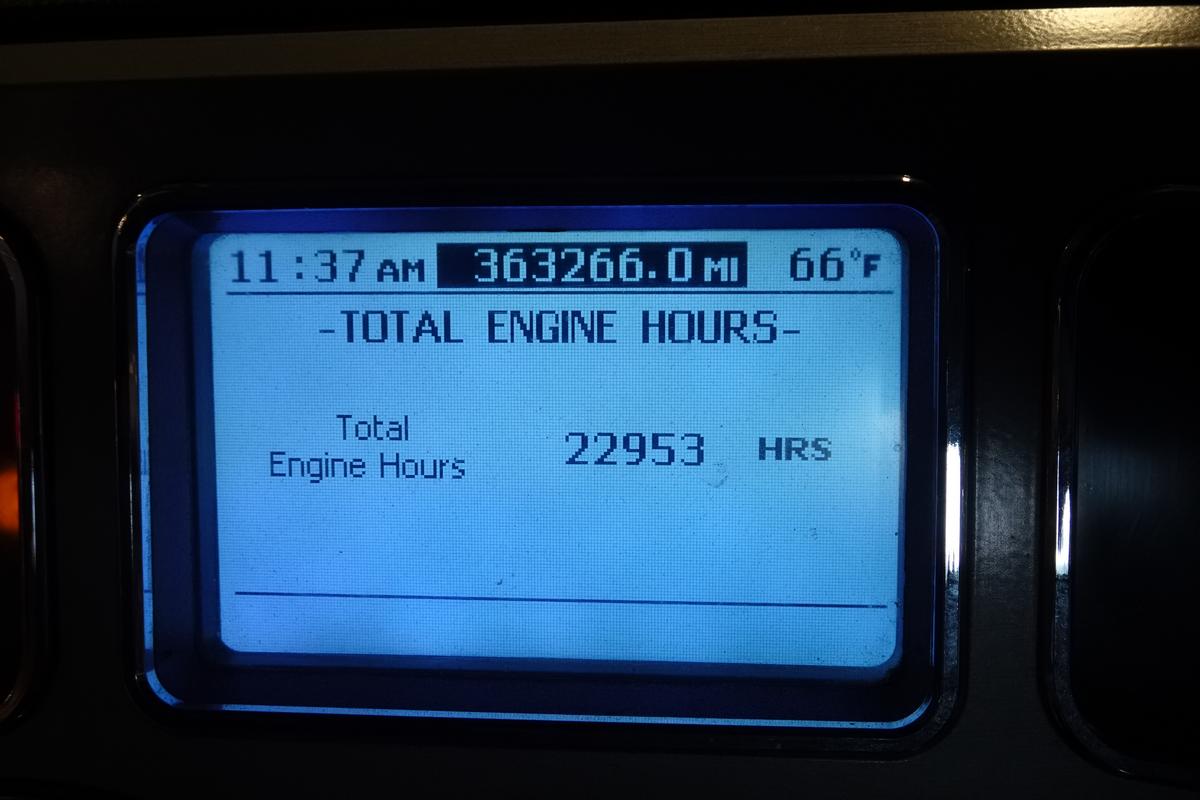 11:37 AM 363266.0 MI 66°F
-TOTAL ENGINE HOURS-
Total
Engine Hours 22953 HRS